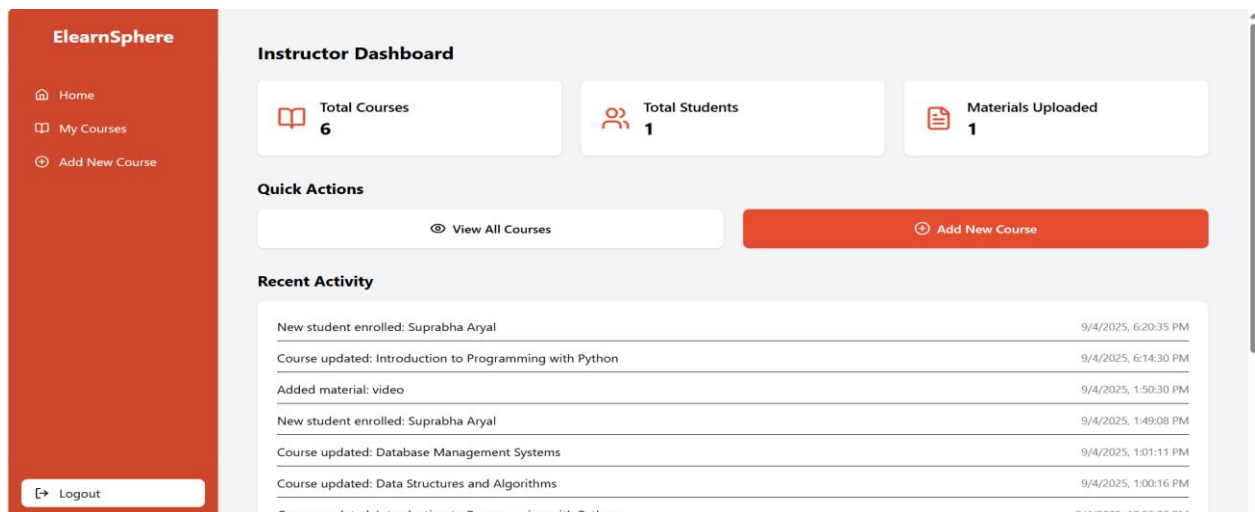 ElearnSphere
Home
My Courses
Add New Course
Logout
Instructor Dashboard
Total Courses
6
Total Students
1
Materials Uploaded
1
Quick Actions
View All Courses
Add New Course
Recent Activity
New student enrolled: Suprabha Aryal 9/4/2025, 6:20:35 PM
Course updated: Introduction to Programming with Python 9/4/2025, 6:14:30 PM
Added material: video 9/4/2025, 1:50:30 PM
New student enrolled: Suprabha Aryal 9/4/2025, 1:49:08 PM
Course updated: Database Management Systems 9/4/2025, 1:01:11 PM
Course updated: Data Structures and Algorithms 9/4/2025, 1:00:16 PM